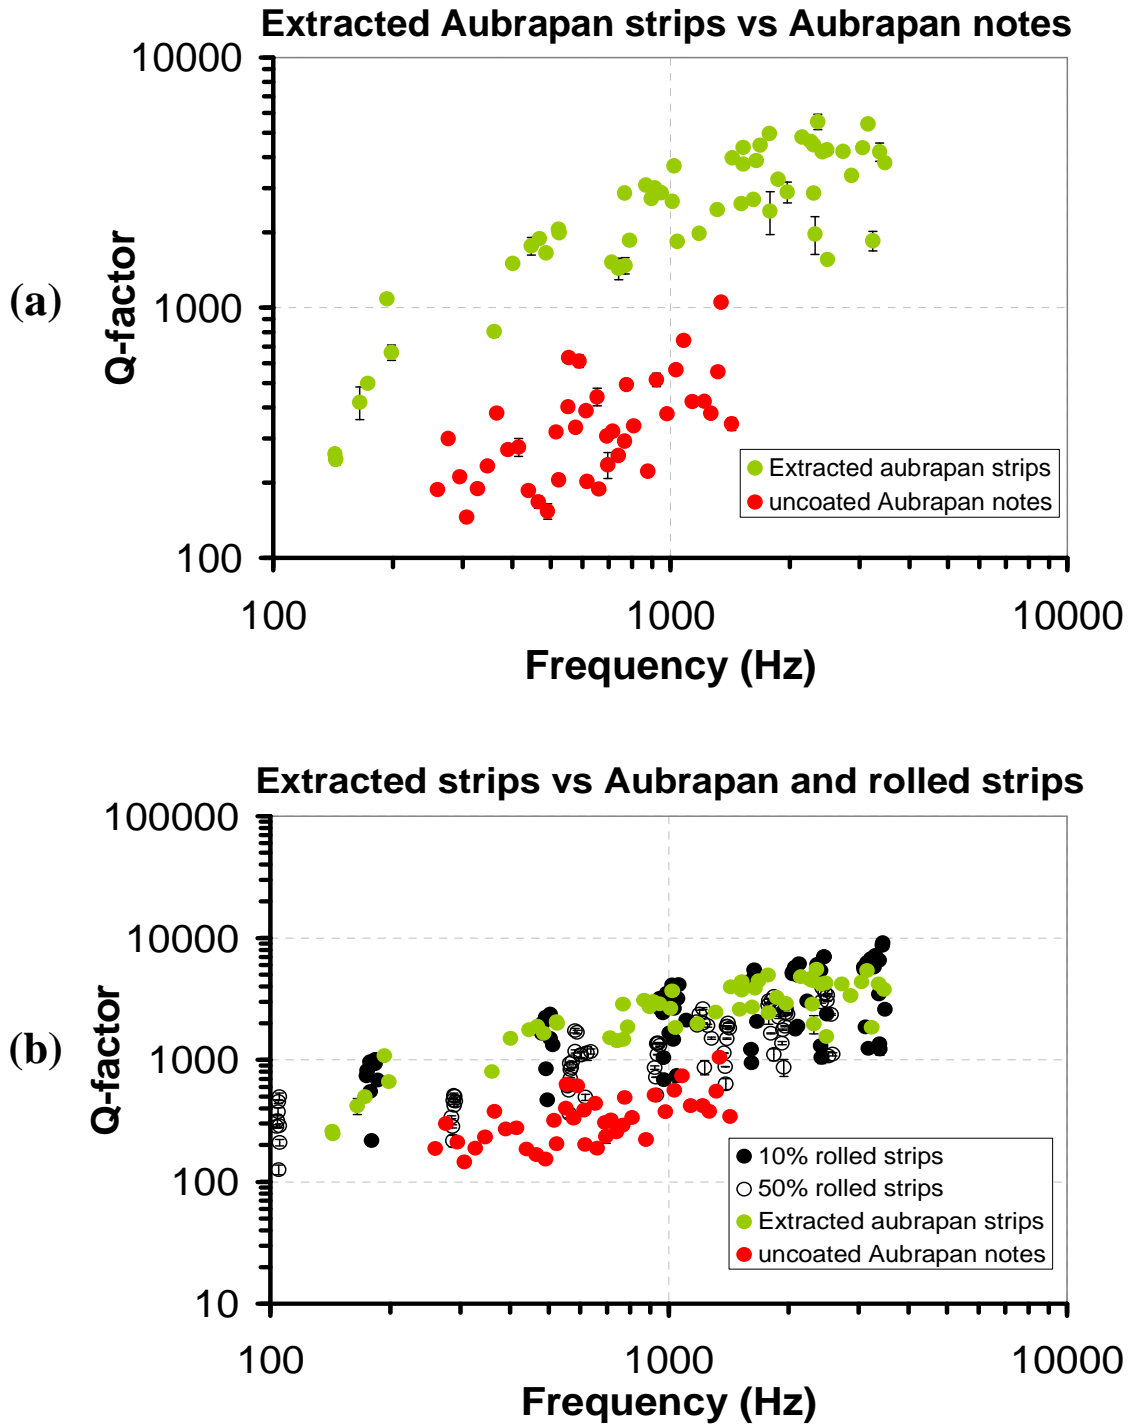 Extracted Aubrapan strips vs Aubrapan notes
10000
1000
100
(a)
Q-factor
Extracted aubrapan strips
uncoated Aubrapan notes
100 1000 10000
Frequency (Hz)
Extracted strips vs Aubrapan and rolled strips
100000
10000
1000
100
10
(b)
Q-factor
10% rolled strips
50% rolled strips
Extracted aubrapan strips
uncoated Aubrapan notes
100 1000 10000
Frequency (Hz)